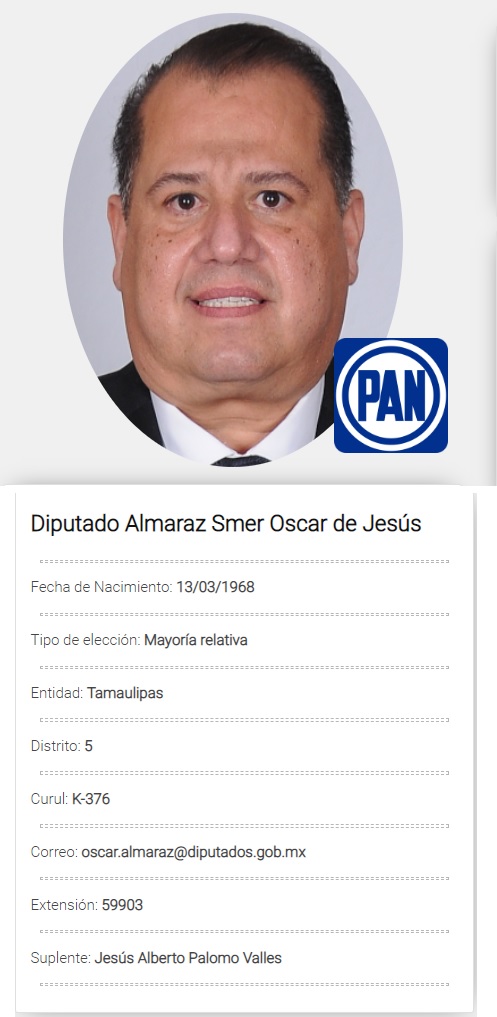 PAN
Diputado Almaraz Smer Oscar de Jesús
Fecha de Nacimiento: 13/03/1968
Tipo de elección: Mayoría relativa
Entidad: Tamaulipas
Distrito: 5
Curul: K-376
Correo: oscar.almaraz@diputados.gob.mx
Extensión: 59903
Suplente: Jesús Alberto Palomo Valles